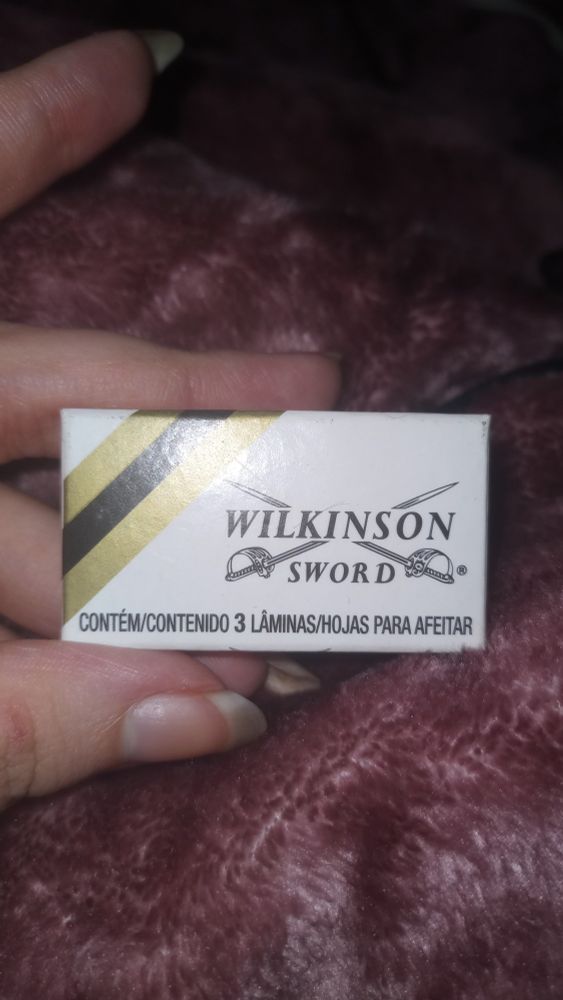 WILKINSON
SWORD®
CONTÉM/CONTENIDO 3 LÂMINAS/HOJAS PARA AFEITAR